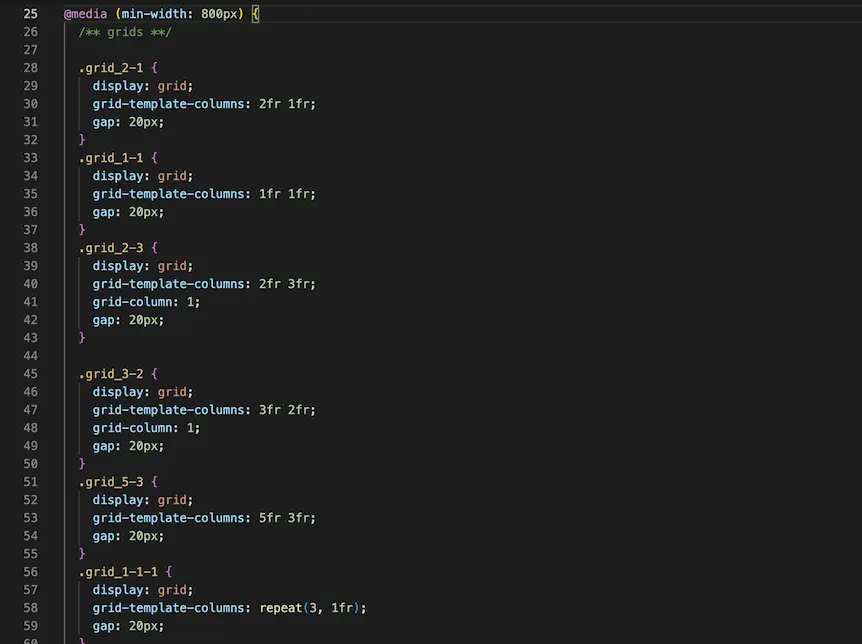 25 @media (min-width: 800px) {
26 /** grids **/
27
28 .grid_2-1 {
29 display: grid;
30 grid-template-columns: 2fr 1fr;
31 gap: 20px;
32 }
33 .grid_1-1 {
34 display: grid;
35 grid-template-columns: 1fr 1fr;
36 gap: 20px;
37 }
38 .grid_2-3 {
39 display: grid;
40 grid-template-columns: 2fr 3fr;
41 grid-column: 1;
42 gap: 20px;
43 }
44
45 .grid_3-2 {
46 display: grid;
47 grid-template-columns: 3fr 2fr;
48 grid-column: 1;
49 gap: 20px;
50 }
51 .grid_5-3 {
52 display: grid;
53 grid-template-columns: 5fr 3fr;
54 gap: 20px;
55 }
56 .grid_1-1-1 {
57 display: grid;
58 grid-template-columns: repeat(3, 1fr);
59 gap: 20px;
60 }